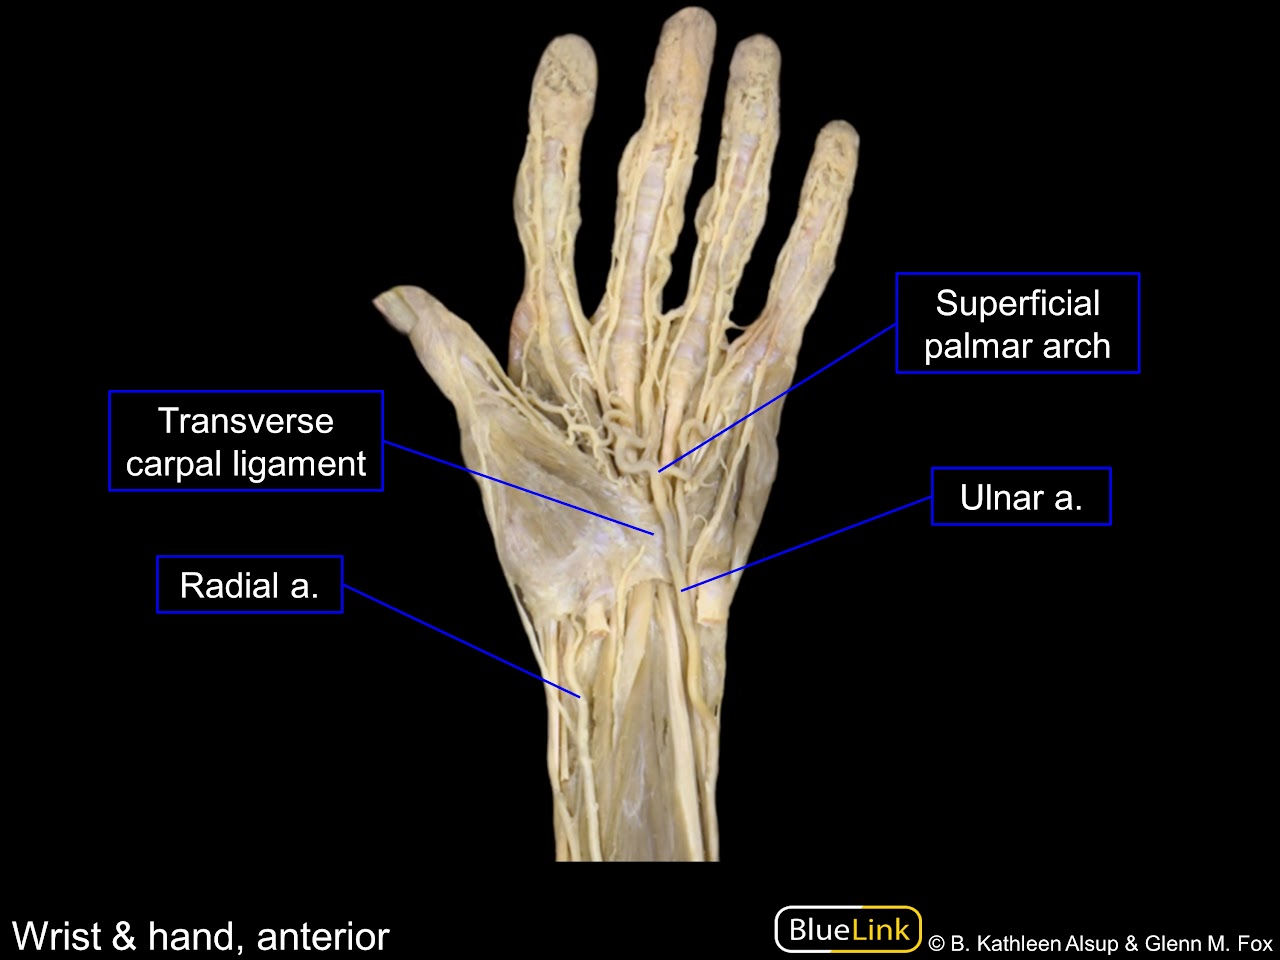 Superficial
palmar arch
Transverse
carpal ligament
Ulnar a.
Radial a.
Wrist & hand, anterior
BlueLink
© B. Kathleen Alsup & Glenn M. Fox